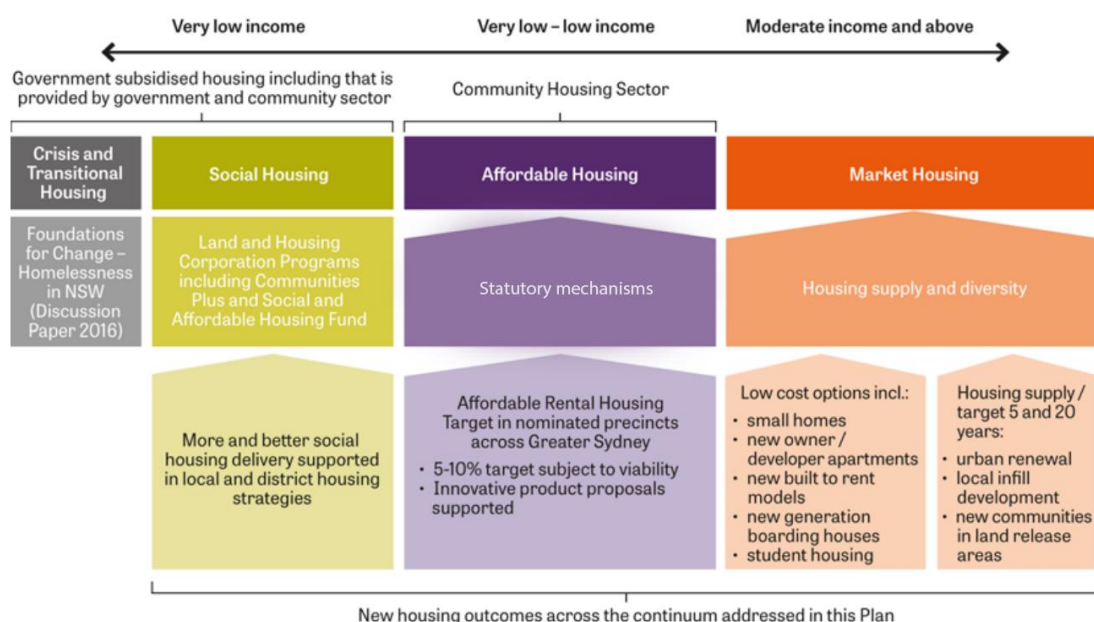 Very low income
Very low – low income
Moderate income and above
Government subsidised housing including that is
provided by government and community sector
Community Housing Sector
Crisis and
Transitional
Housing
Social Housing
Affordable Housing
Market Housing
Foundations
for Change –
Homelessness
in NSW
(Discussion
Paper 2016)
Land and Housing
Corporation Programs
including Communities
Plus and Social and
Affordable Housing Fund
Statutory mechanisms
Housing supply and diversity
More and better social
housing delivery supported
in local and district housing
strategies
Affordable Rental Housing
Target in nominated precincts
across Greater Sydney
• 5-10% target subject to viability
• Innovative product proposals
supported
Low cost options incl.:
• small homes
• new owner /
developer apartments
• new built to rent
models
• new generation
boarding houses
• student housing
Housing supply /
target 5 and 20
years:
• urban renewal
• local infill
development
• new communities
in land release
areas
New housing outcomes across the continuum addressed in this Plan